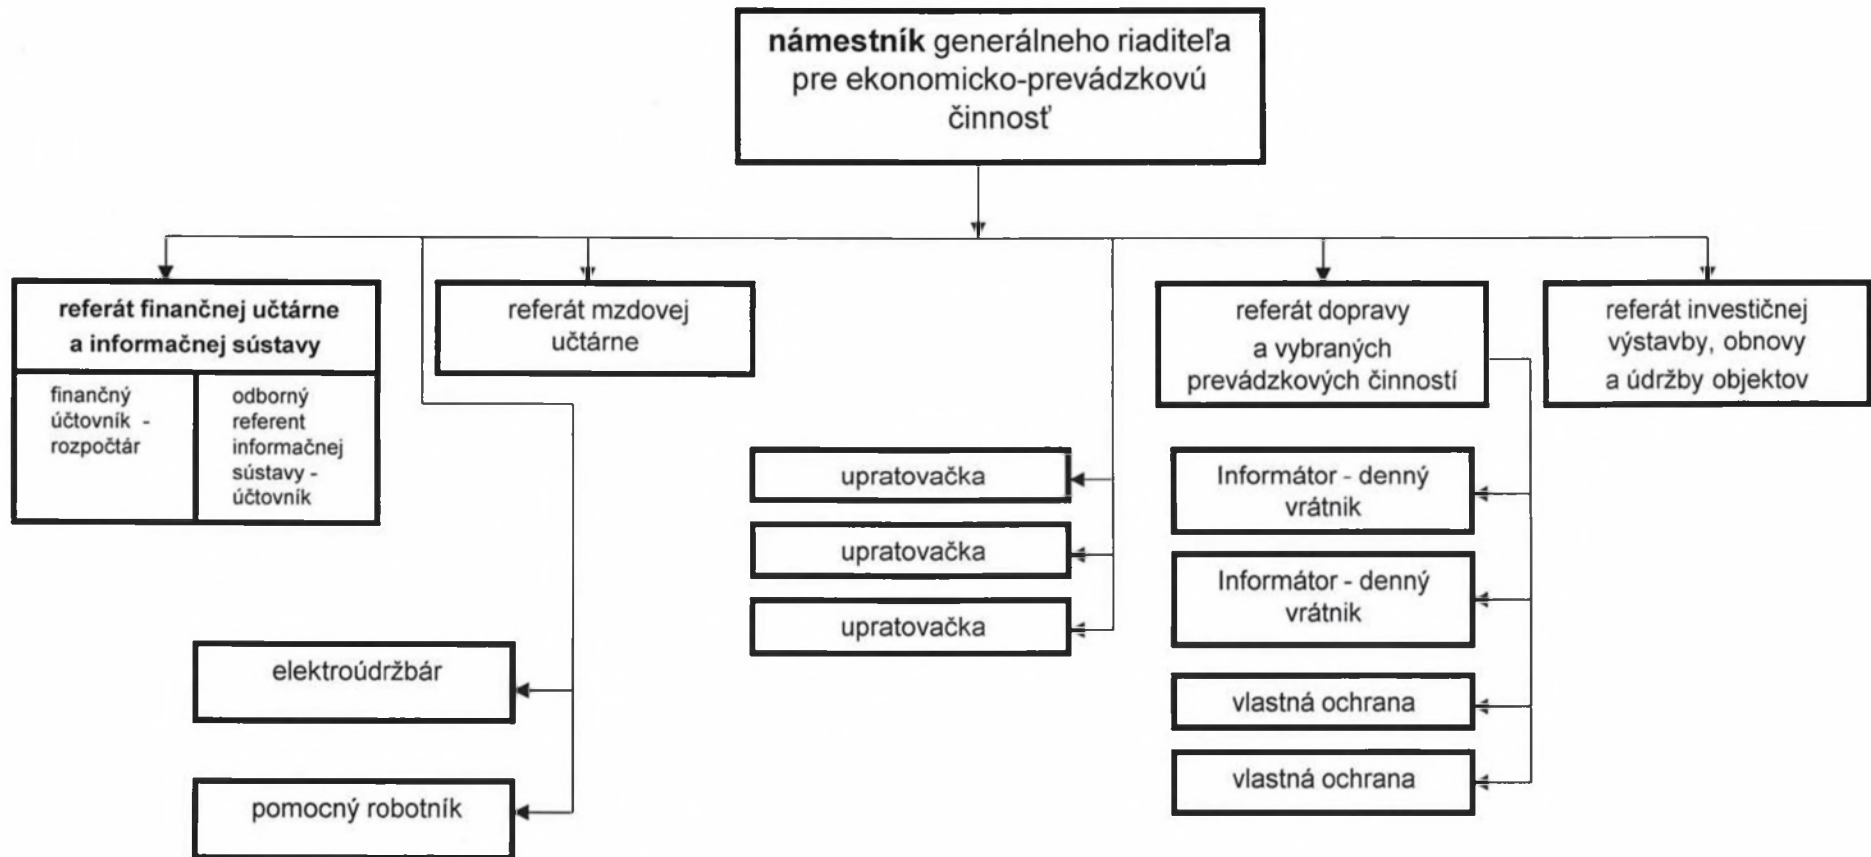 námestník generálneho riaditeľa
pre ekonomicko-prevádzkovú
činnosť
referát finančnej učtárne
a informačnej sústavy
finančný
účtovník -
rozpočtár
odborný
referent
informačnej
sústavy -
účtovník
referát mzdovej
učtárne
referát dopravy
a vybraných
prevádzkových činností
referát investičnej
výstavby, obnovy
a údržby objektov
upratovačka
upratovačka
upratovačka
Informátor - denný
vrátnik
Informátor - denný
vrátnik
vlastná ochrana
vlastná ochrana
elektroúdržbár
pomocný robotník